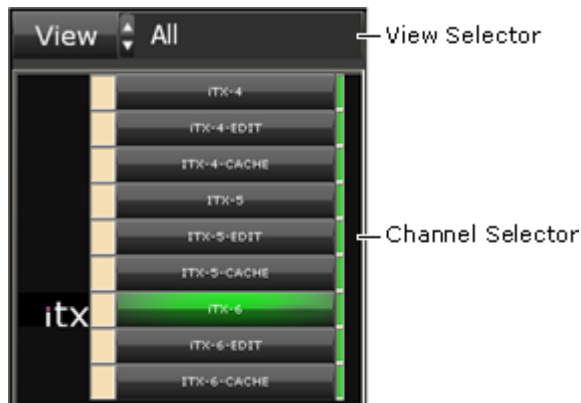 View All View Selector
iTX-4
iTX-4-EDIT
ITX-4-CACHE
iTX-5
iTX-5-EDIT Channel Selector
ITX-5-CACHE
itx iTX-6
iTX-6-EDIT
ITX-6-CACHE